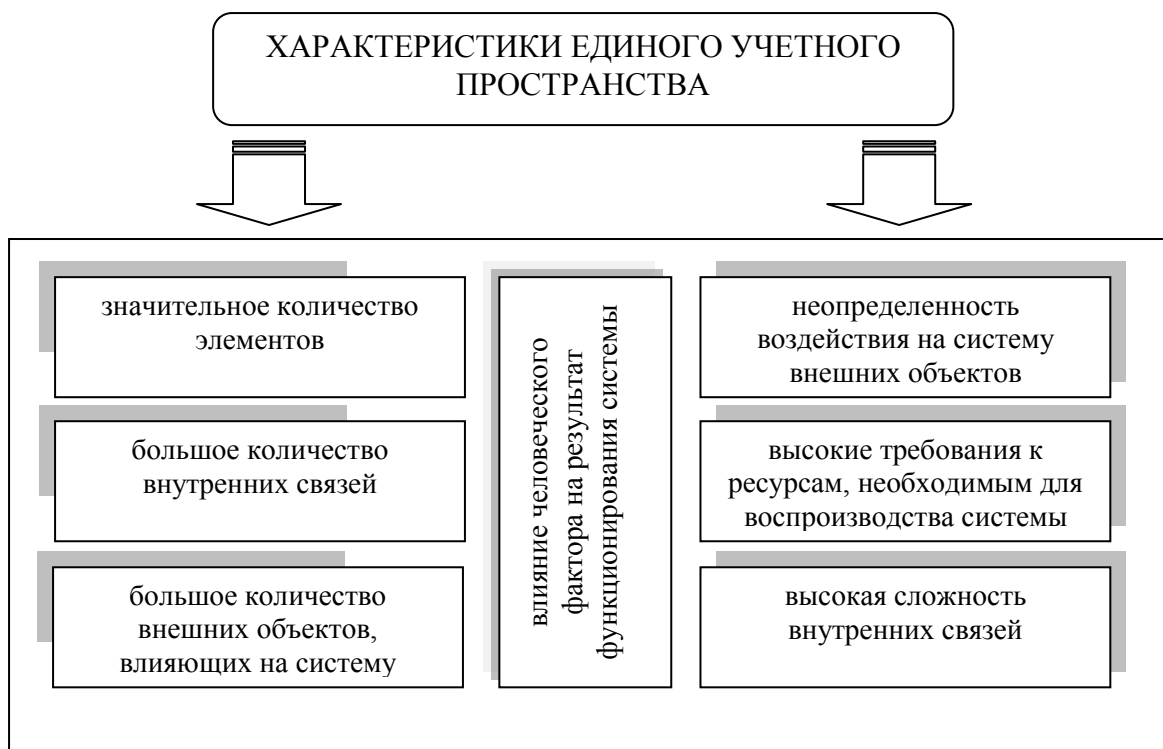 ХАРАКТЕРИСТИКИ ЕДИНОГО УЧЕТНОГО
ПРОСТРАНСТВА
значительное количество
элементов
большое количество
внутренних связей
большое количество
внешних объектов,
влияющих на систему
влияние человеческого
фактора на результат
функционирования системы
неопределенность
воздействия на систему
внешних объектов
высокие требования к
ресурсам, необходимым для
воспроизводства системы
высокая сложность
внутренних связей